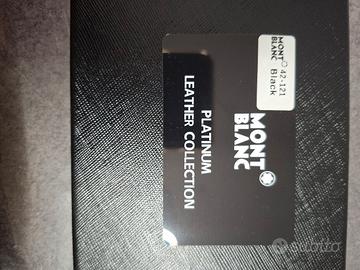 MONT
BLANC
PLATINUM
LEATHER COLLECTION
MONT
BLANC
42-121
Black
subito